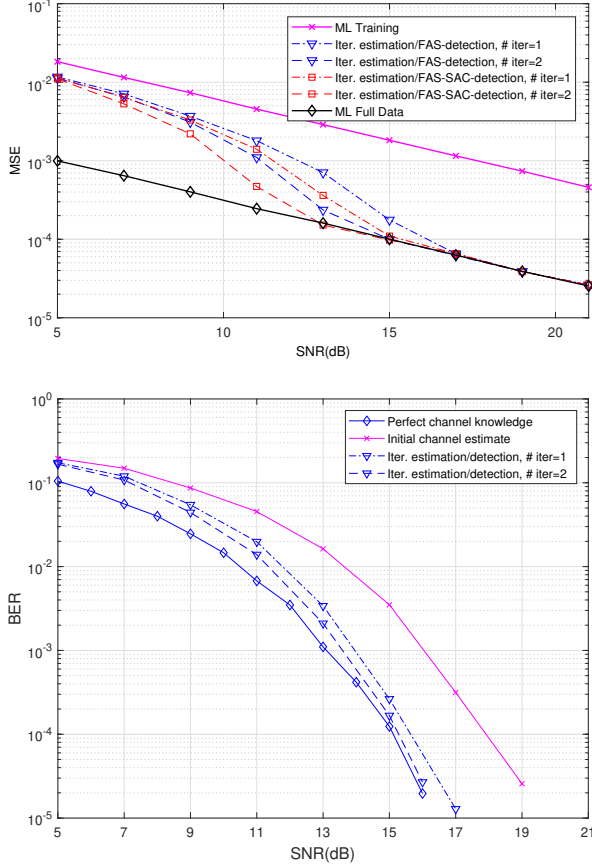 10^-1
ML Training
Iter. estimation/FAS-detection, # iter=1
Iter. estimation/FAS-detection, # iter=2
Iter. estimation/FAS-SAC-detection, # iter=1
Iter. estimation/FAS-SAC-detection, # iter=2
ML Full Data
10^-2
10^-3
10^-4
10^-5
MSE
5 10 15 20
SNR(dB)
10^0
Perfect channel knowledge
Initial channel estimate
Iter. estimation/detection, # iter=1
Iter. estimation/detection, # iter=2
10^-1
10^-2
10^-3
10^-4
10^-5
BER
5 7 9 11 13 15 17 19 21
SNR(dB)